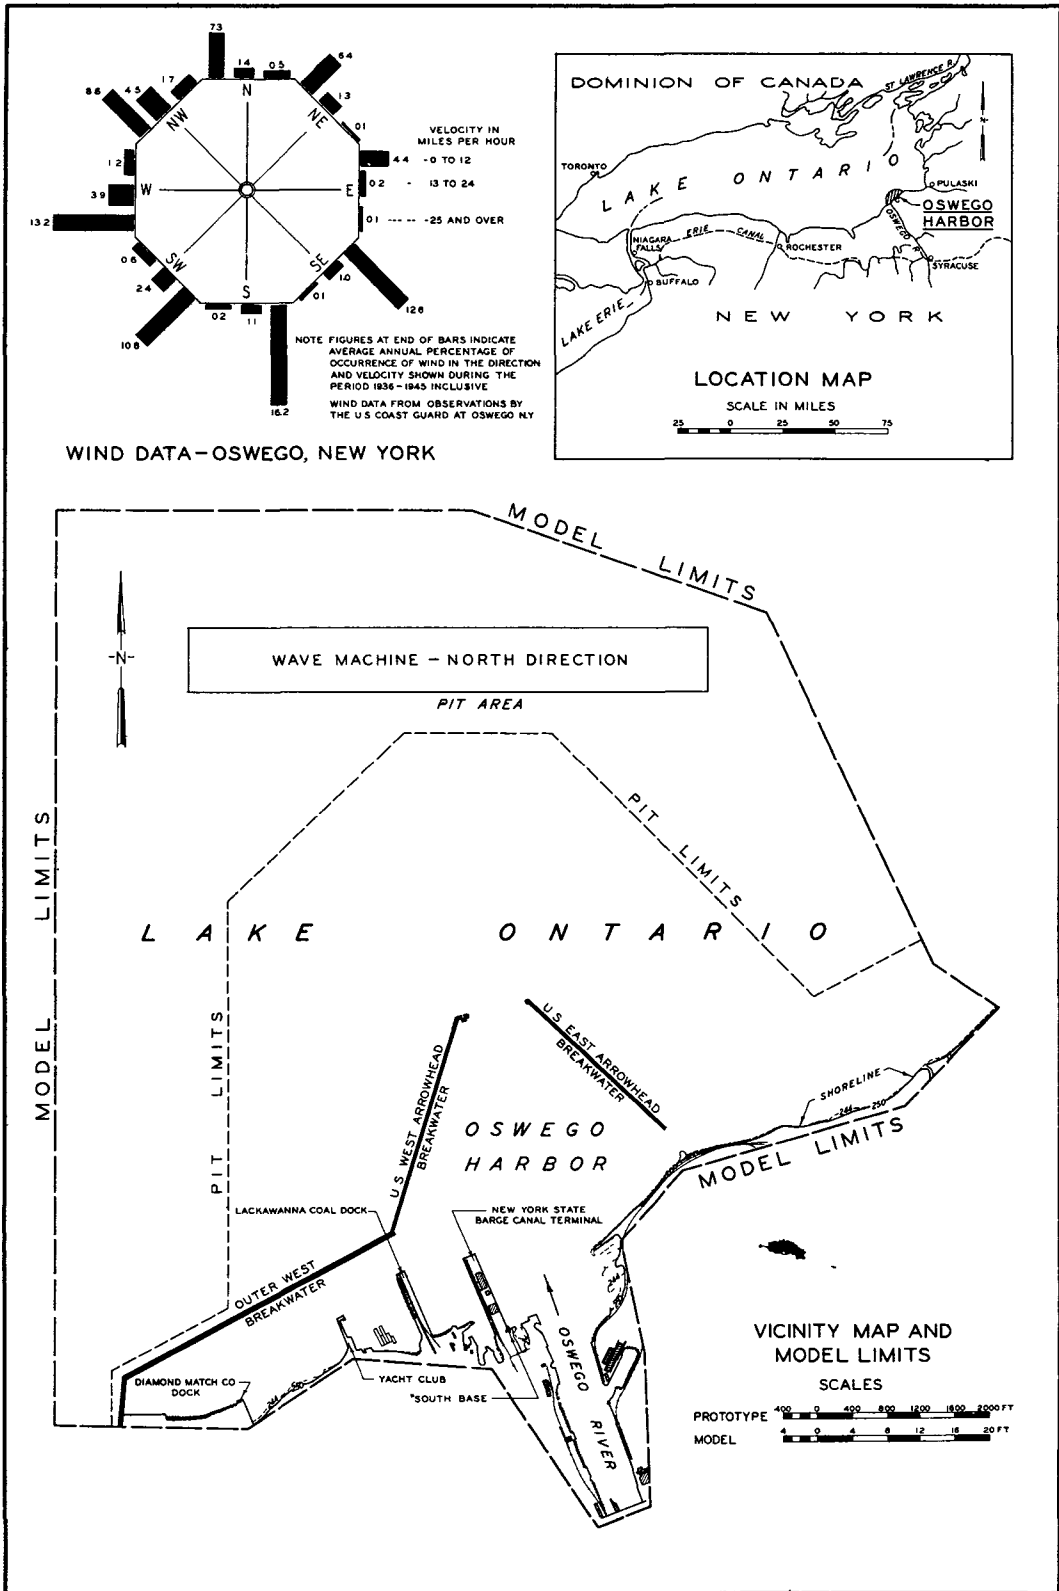 7.3
1.4
0.5
6.4
1.3
0.1
4.4
0.2
0.1
1.0
12.8
0.1
16.2
1.1
0.2
10.8
2.4
0.6
13.2
3.9
1.2
8.6
4.5
1.7
N
NE
E
SE
S
SW
W
NW
VELOCITY IN
MILES PER HOUR
- 0 TO 12
- 13 TO 24
---- -25 AND OVER
NOTE FIGURES AT END OF BARS INDICATE
AVERAGE ANNUAL PERCENTAGE OF
OCCURRENCE OF WIND IN THE DIRECTION
AND VELOCITY SHOWN DURING THE
PERIOD 1936-1945 INCLUSIVE
WIND DATA FROM OBSERVATIONS BY
THE U S COAST GUARD AT OSWEGO N.Y
WIND DATA-OSWEGO, NEW YORK
DOMINION OF CANADA
ST LAWRENCE R
-N-
TORONTO
LAKE ONTARIO
PULASKI
OSWEGO
HARBOR
OSWEGO R
NIAGARA
FALLS
ERIE CANAL
ROCHESTER
SYRACUSE
BUFFALO
LAKE ERIE
NEW YORK
LOCATION MAP
SCALE IN MILES
25 0 25 50 75
MODEL LIMITS
-N-
WAVE MACHINE - NORTH DIRECTION
PIT AREA
PIT LIMITS
MODEL LIMITS
LAKE ONTARIO
PIT LIMITS
U.S. WEST ARROWHEAD
BREAKWATER
U.S. EAST ARROWHEAD
BREAKWATER
SHORELINE
-244
250
OSWEGO
HARBOR
MODEL LIMITS
LACKAWANNA COAL DOCK
NEW YORK STATE
BARGE CANAL TERMINAL
OUTER WEST
BREAKWATER
244
250
DIAMOND MATCH CO
DOCK
244
250
YACHT CLUB
"SOUTH BASE
OSWEGO
RIVER
VICINITY MAP AND
MODEL LIMITS
SCALES
PROTOTYPE 400 0 400 800 1200 1600 2000 FT
MODEL 4 0 4 8 12 16 20 FT